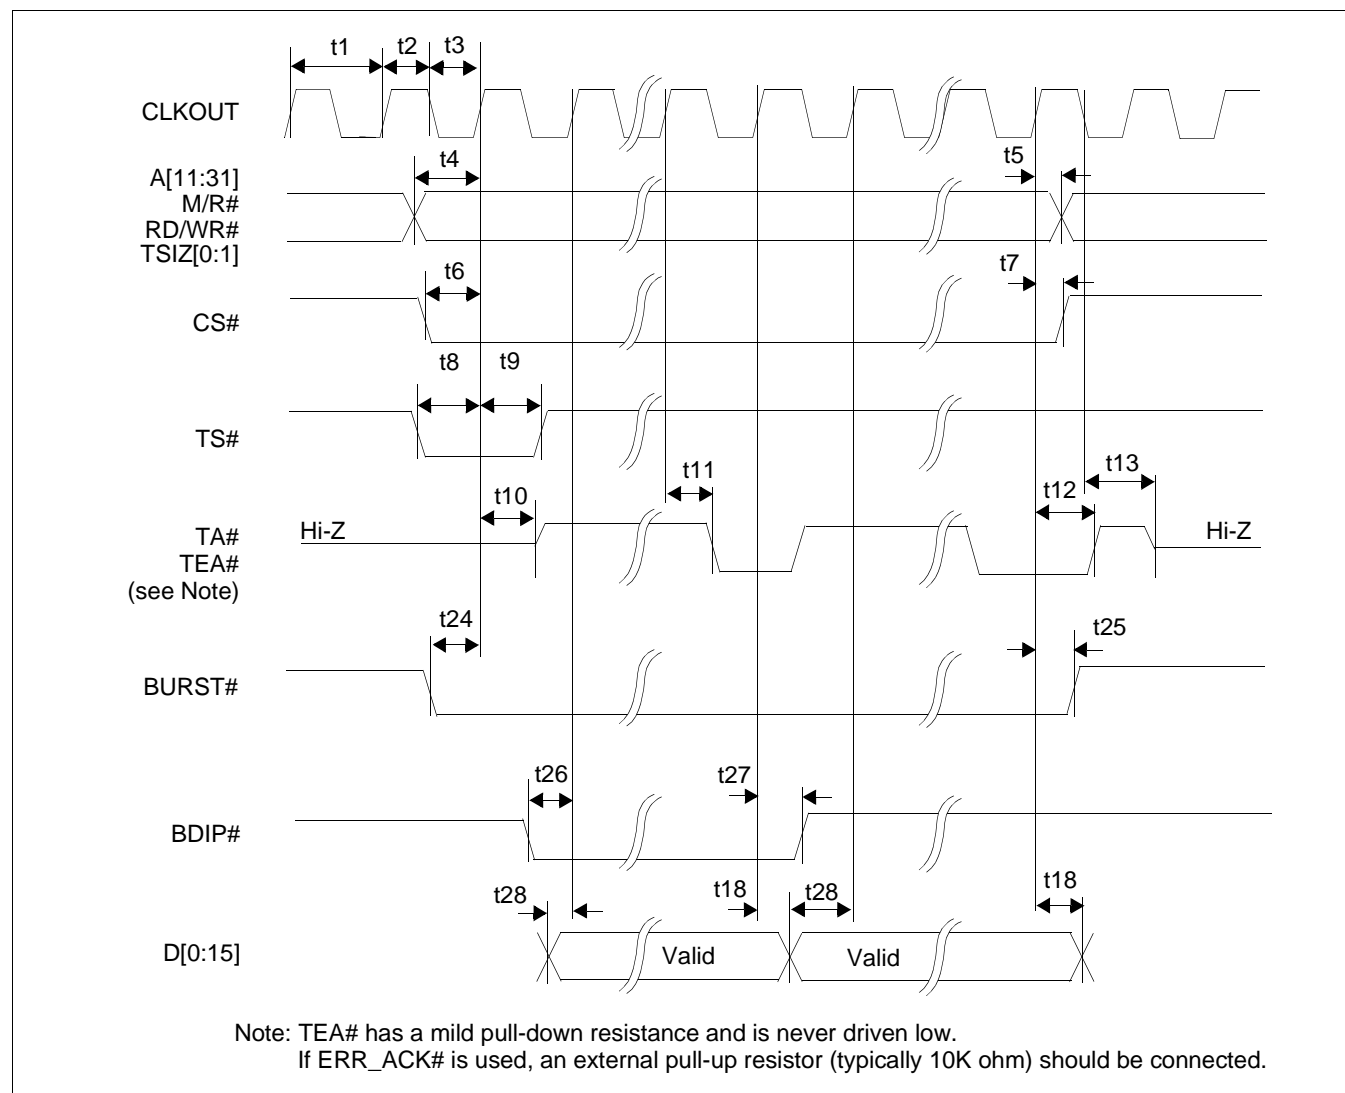 t1 t2 t3
CLKOUT
t4 t5
A[11:31]
M/R#
RD/WR#
TSIZ[0:1]
t6 t7
CS#
t8 t9
TS#
t10 t11 t12 t13
Hi-Z Hi-Z
TA#
TEA#
(see Note)
t24 t25
BURST#
t26 t27
BDIP#
t28 t18 t28 t18
D[0:15] Valid Valid
Note: TEA# has a mild pull-down resistance and is never driven low.
If ERR_ACK# is used, an external pull-up resistor (typically 10K ohm) should be connected.